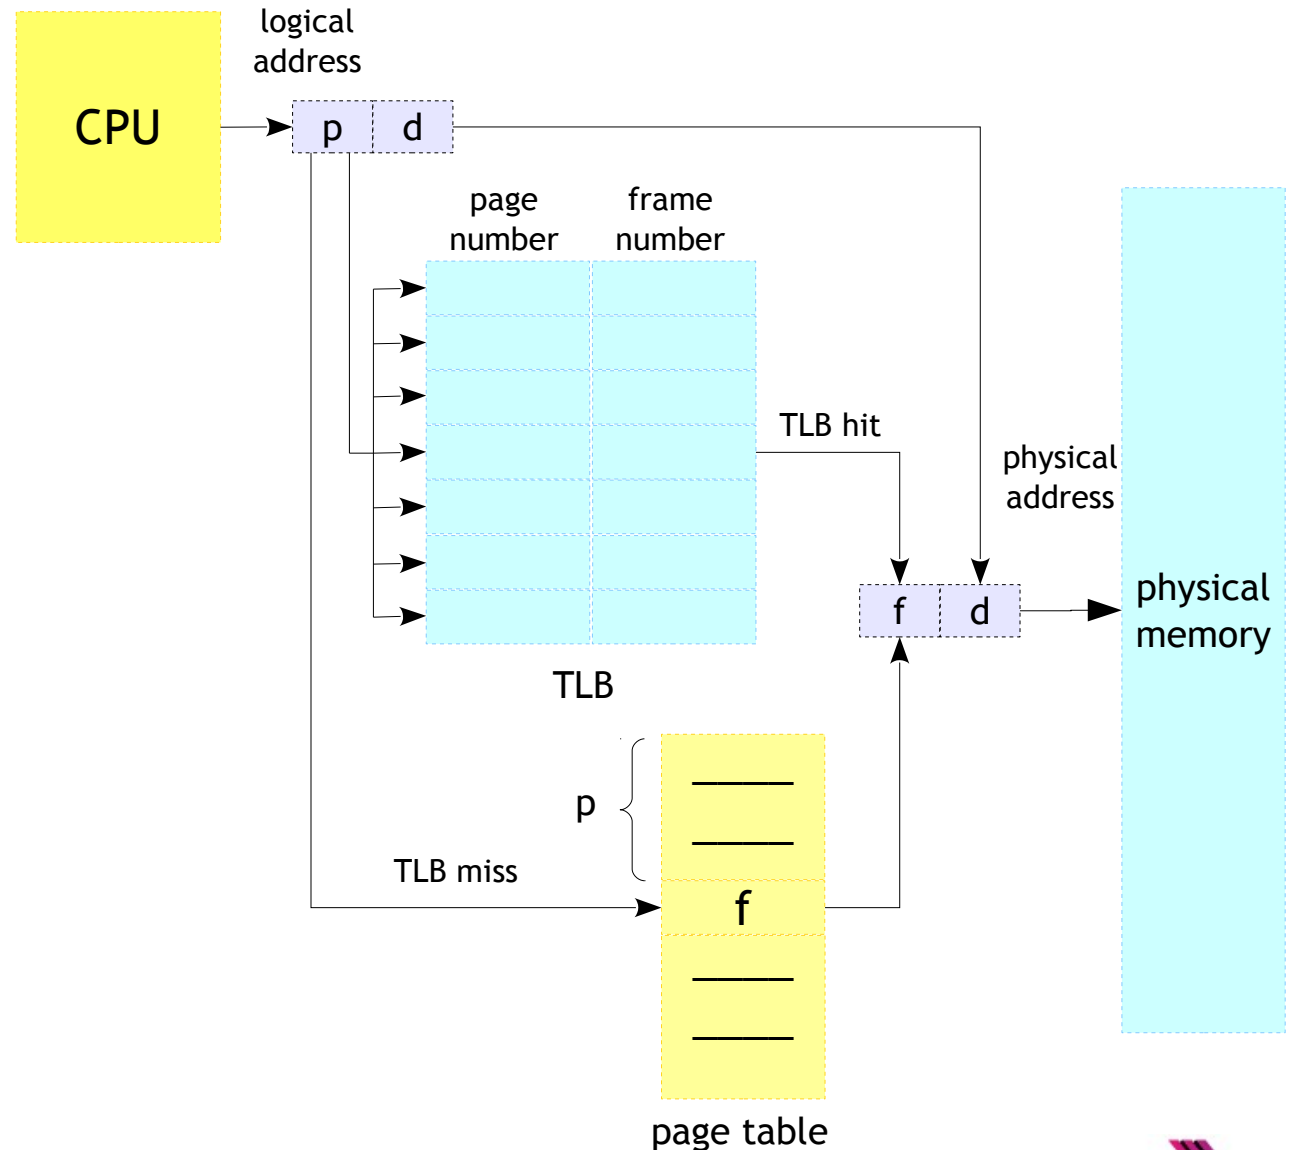 logical
address
CPU
p
d
page
number
frame
number
TLB hit
physical
address
f
d
physical
memory
TLB
p
TLB miss
f
page table